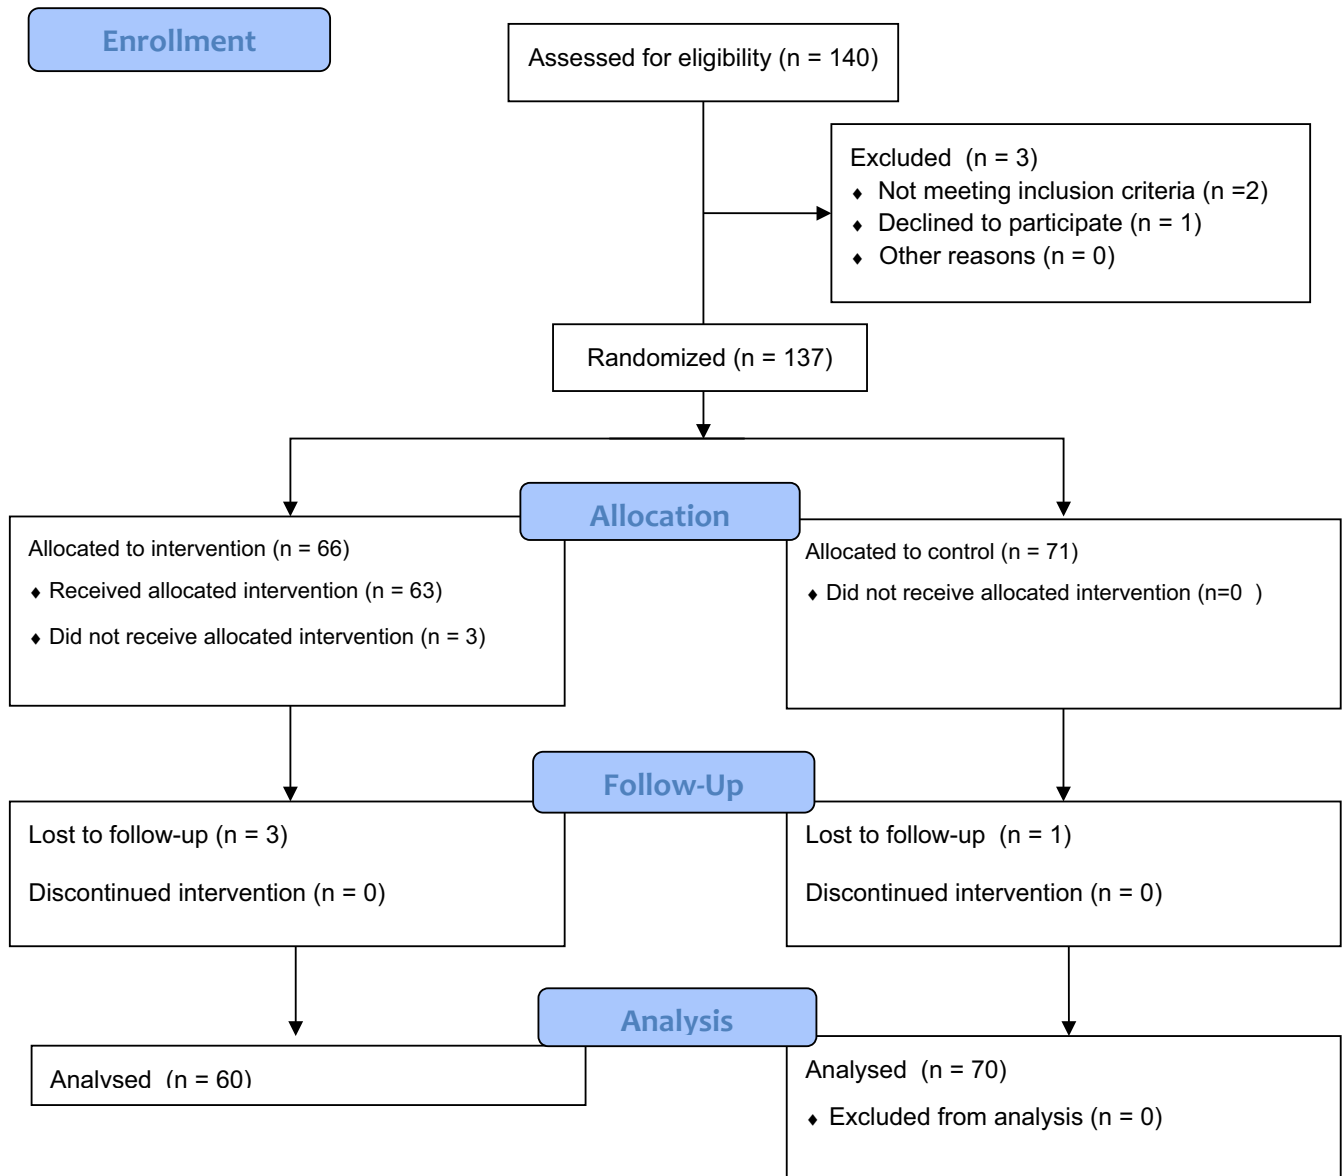 Enrollment
Assessed for eligibility (n = 140)
Excluded (n = 3)
♦ Not meeting inclusion criteria (n =2)
♦ Declined to participate (n = 1)
♦ Other reasons (n = 0)
Randomized (n = 137)
Allocation
Allocated to intervention (n = 66)
♦ Received allocated intervention (n = 63)
♦ Did not receive allocated intervention (n = 3)
Allocated to control (n = 71)
♦ Did not receive allocated intervention (n=0 )
Follow-Up
Lost to follow-up (n = 3)
Discontinued intervention (n = 0)
Lost to follow-up (n = 1)
Discontinued intervention (n = 0)
Analysis
Analysed (n = 60)
Analysed (n = 70)
♦ Excluded from analysis (n = 0)